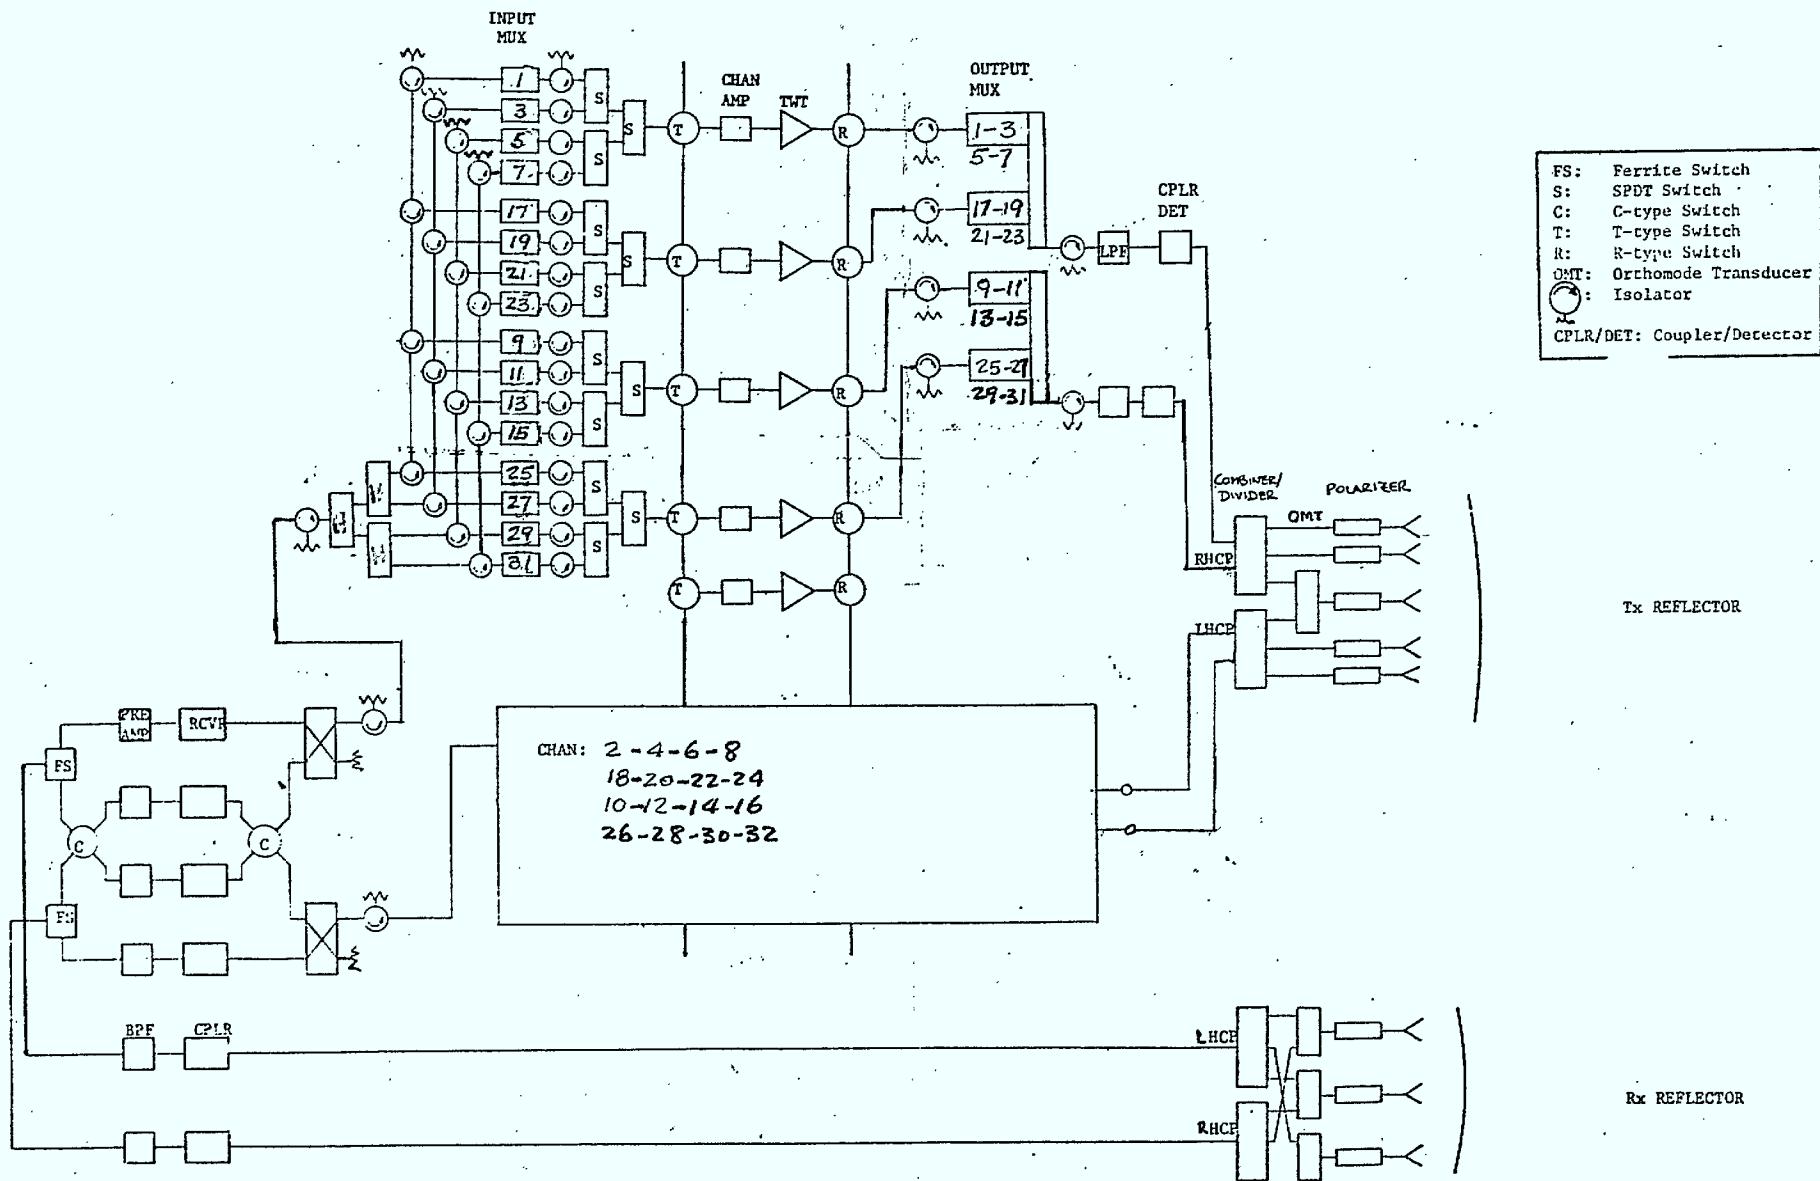 INPUT
MUX
1
3
5
7
17
19
21
23
9
11
13
15
25
27
29
31
S
S
S
S
S
S
S
S
S
S
S
S
T
T
T
T
T
CHAN
AMP
TWT
R
R
R
R
R
OUTPUT
MUX
1-3
5-7
17-19
21-23
9-11
13-15
25-27
29-31
CPLR
DET
LPF
FS: Ferrite Switch
S: SPDT Switch
C: C-type Switch
T: T-type Switch
R: R-type Switch
OMT: Orthomode Transducer
: Isolator
CPLR/DET: Coupler/Detector
COMBINER/
DIVIDER
POLARIZER
OMT
RHCP
LHCP
Tx REFLECTOR
PRE
AMP
RCVR
FS
C
C
FS
CHAN: 2-4-6-8
18-20-22-24
10-12-14-16
26-28-30-32
BPF
CPLR
LHCP
RHCP
Rx REFLECTOR